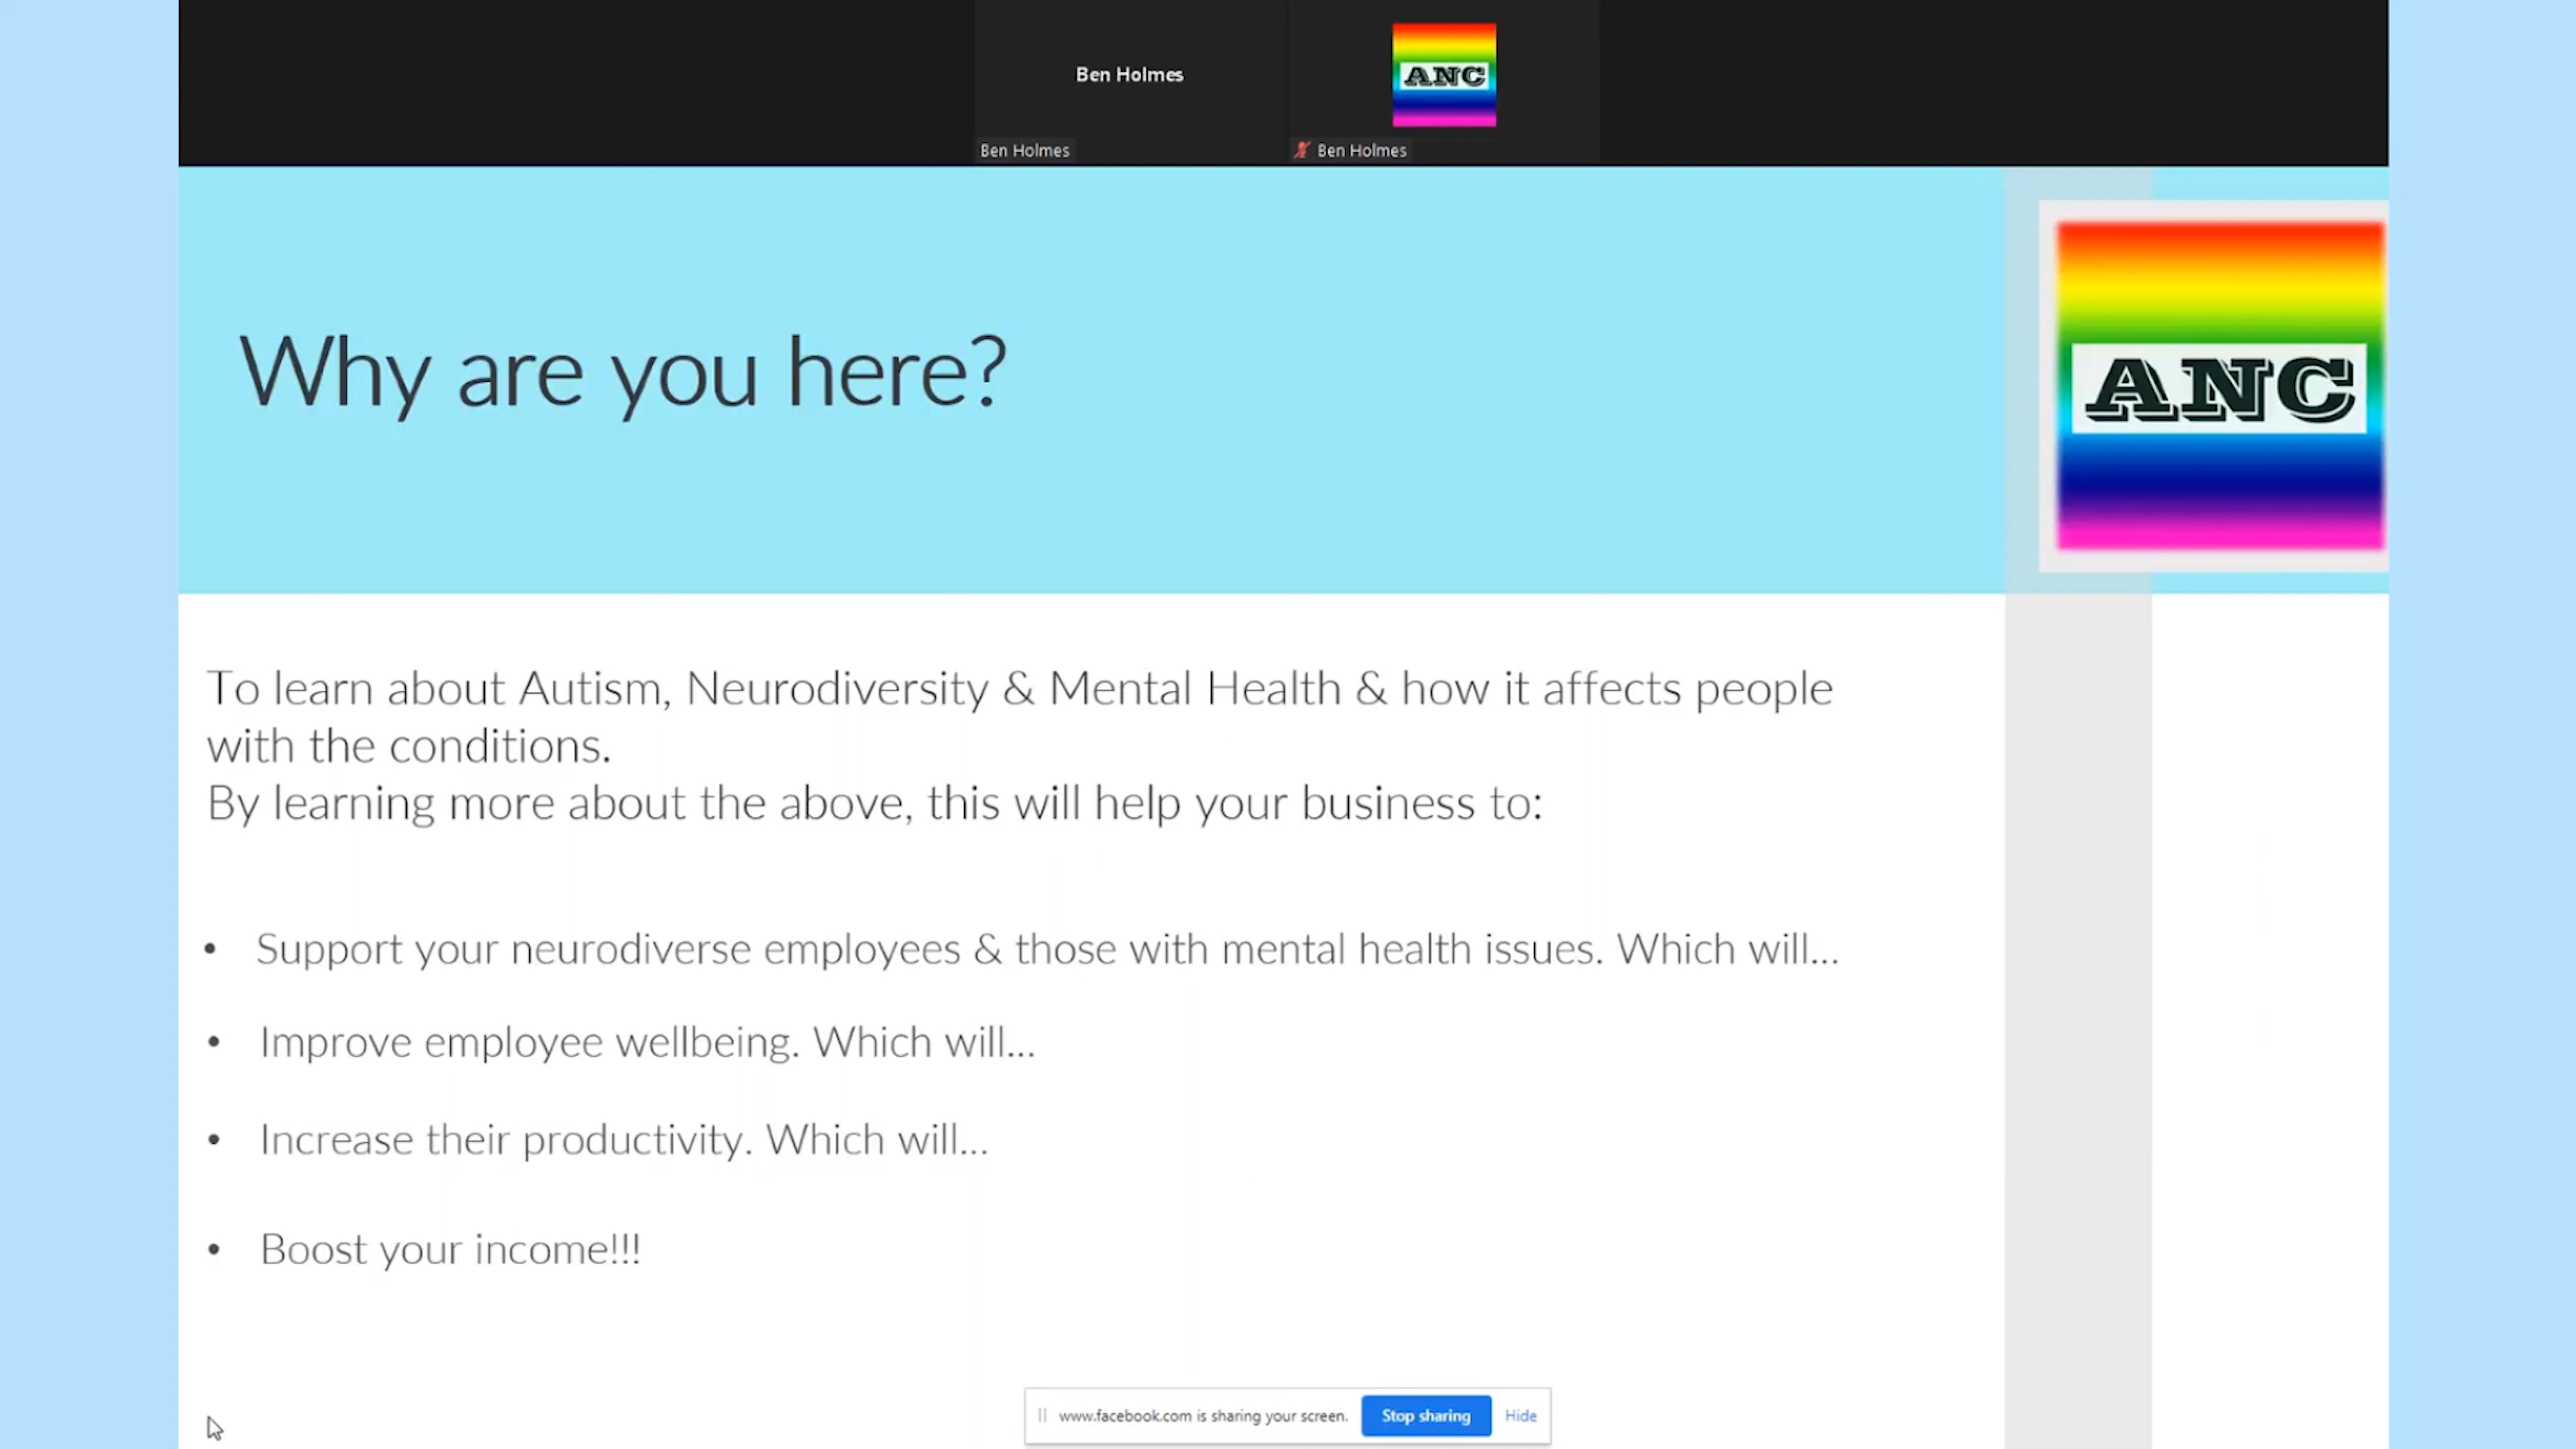 Ben Holmes
ANC
Ben Holmes
Ben Holmes
Why are you here?
ANC
To learn about Autism, Neurodiversity & Mental Health & how it affects people
with the conditions.
By learning more about the above, this will help your business to:
• Support your neurodiverse employees & those with mental health issues. Which will...
• Improve employee wellbeing. Which will...
• Increase their productivity. Which will...
• Boost your income!!!
www.facebook.com is sharing your screen. Stop sharing Hide